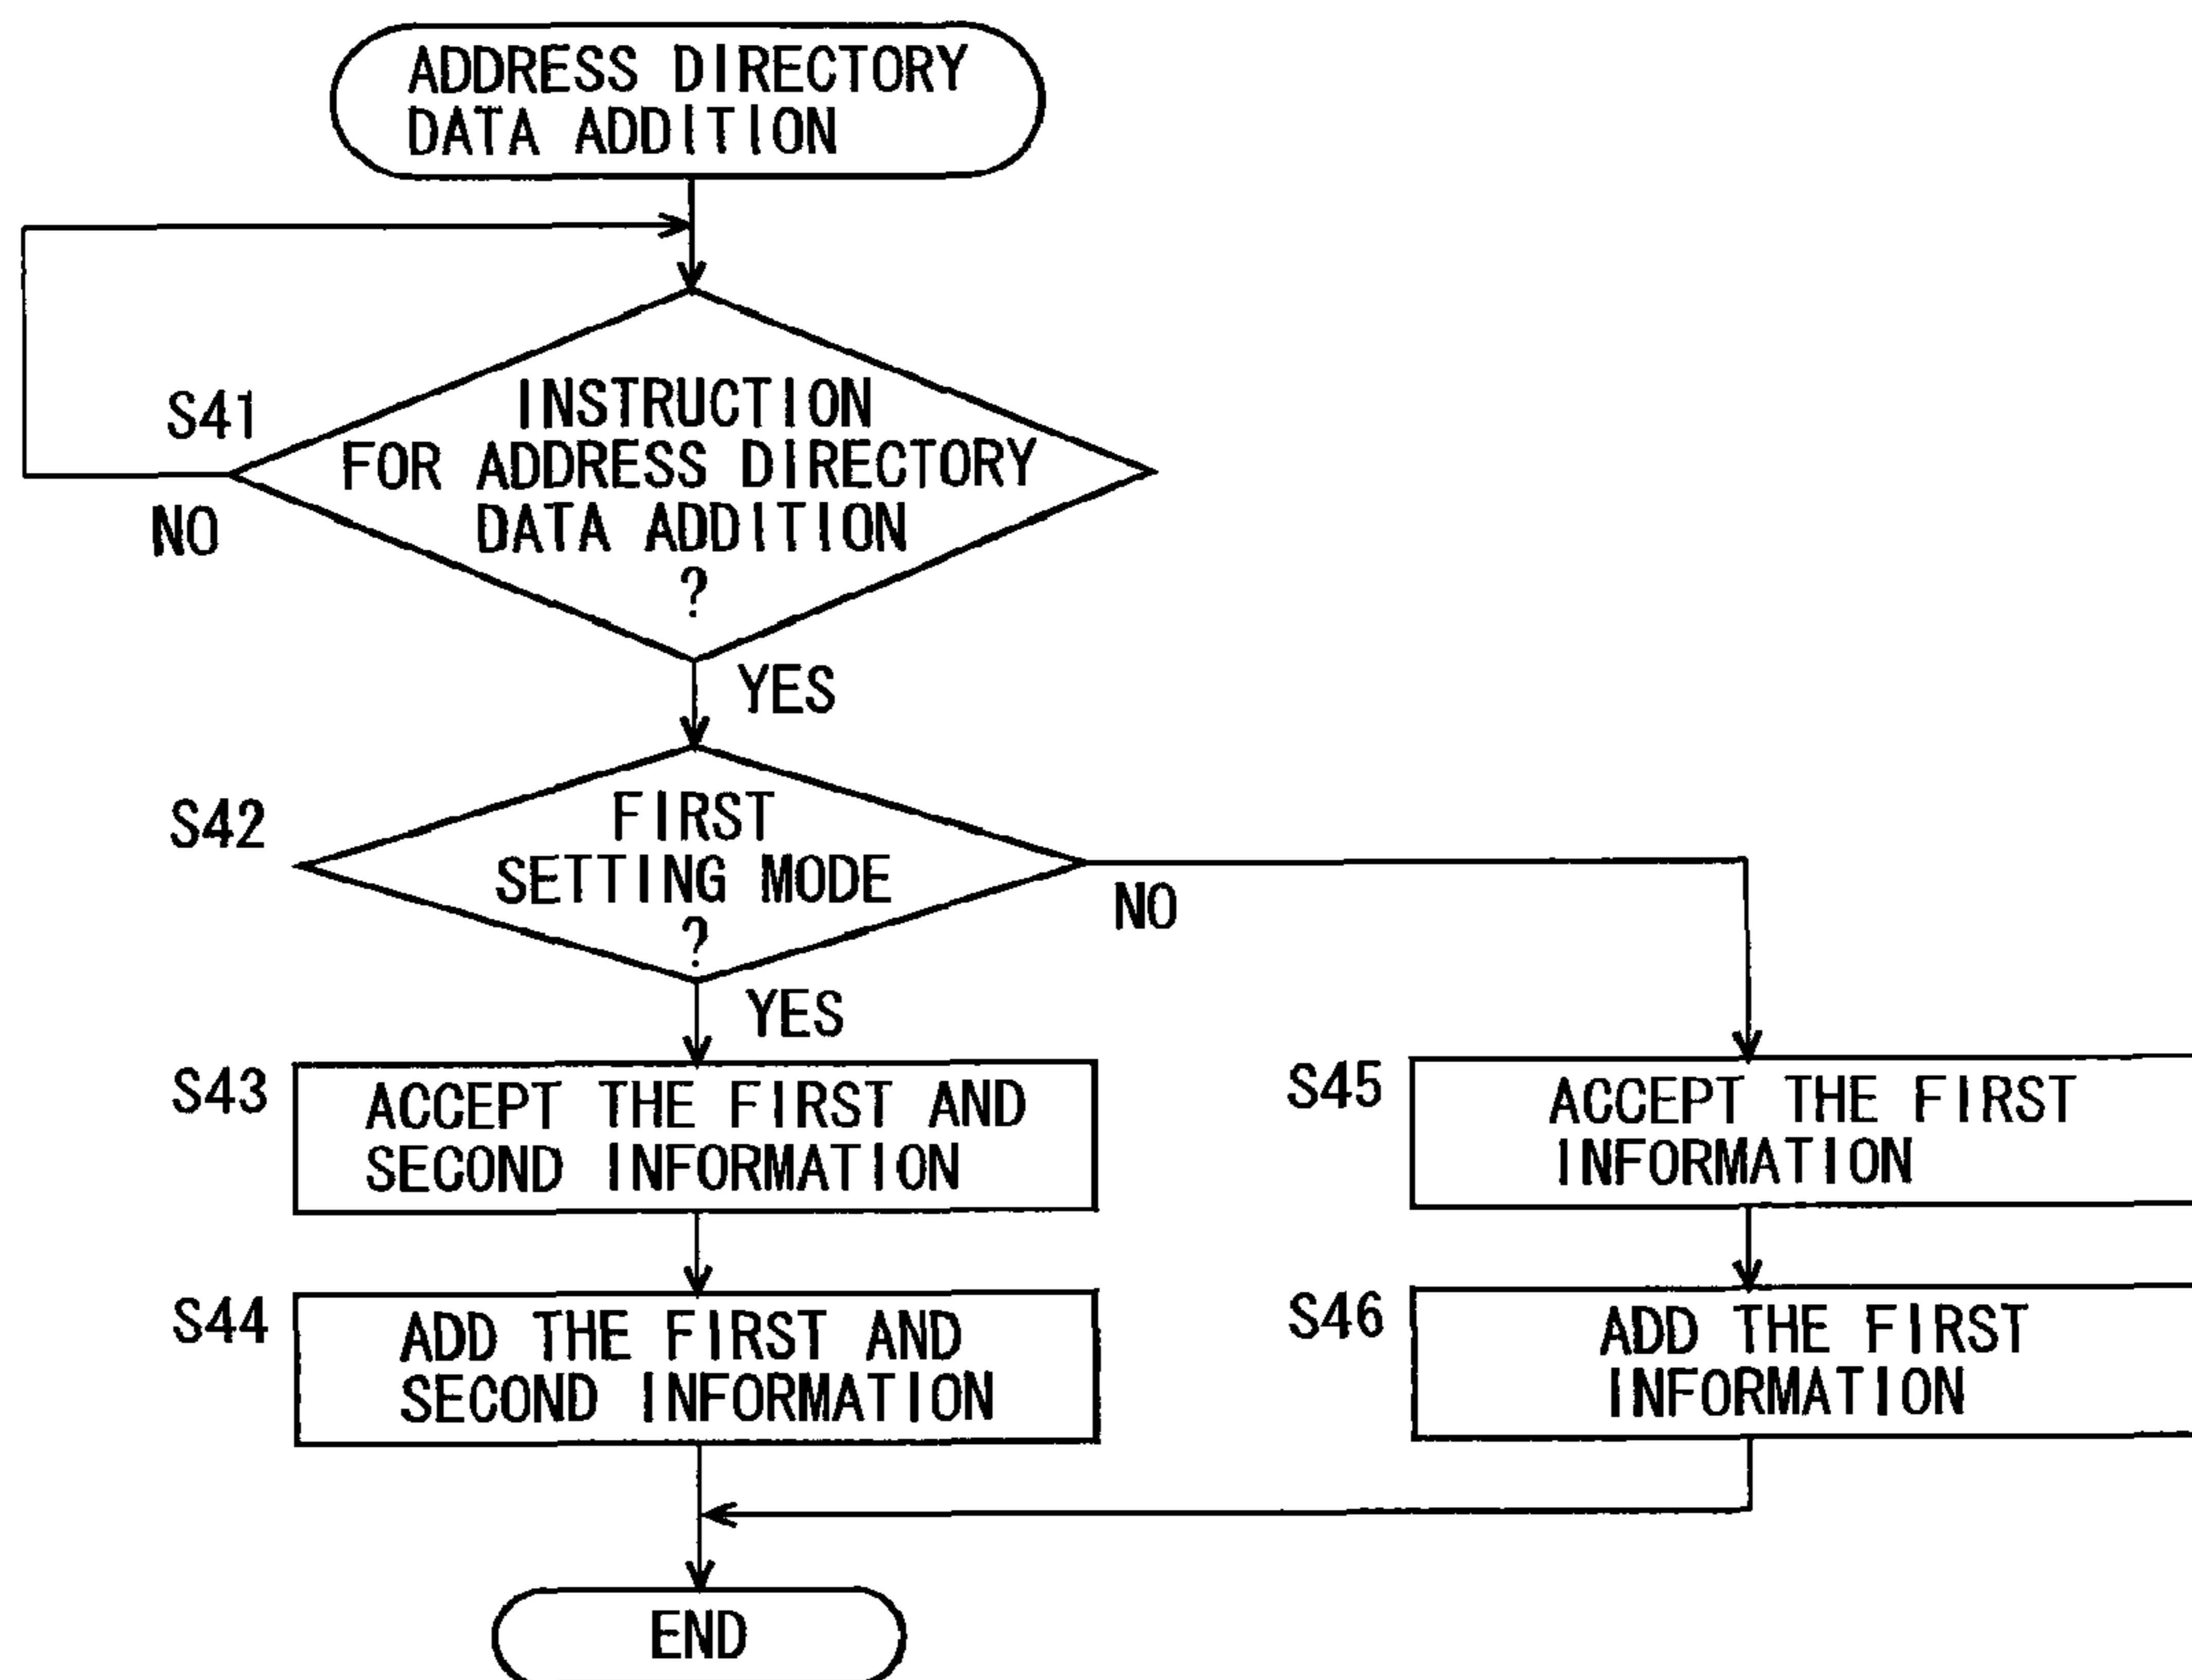 ADDRESS DIRECTORY
DATA ADDITION
S41
INSTRUCTION
FOR ADDRESS DIRECTORY
DATA ADDITION
?
NO
YES
S42
FIRST
SETTING MODE
?
NO
YES
S43
ACCEPT THE FIRST AND
SECOND INFORMATION
S45
ACCEPT THE FIRST
INFORMATION
S44
ADD THE FIRST AND
SECOND INFORMATION
S46
ADD THE FIRST
INFORMATION
END